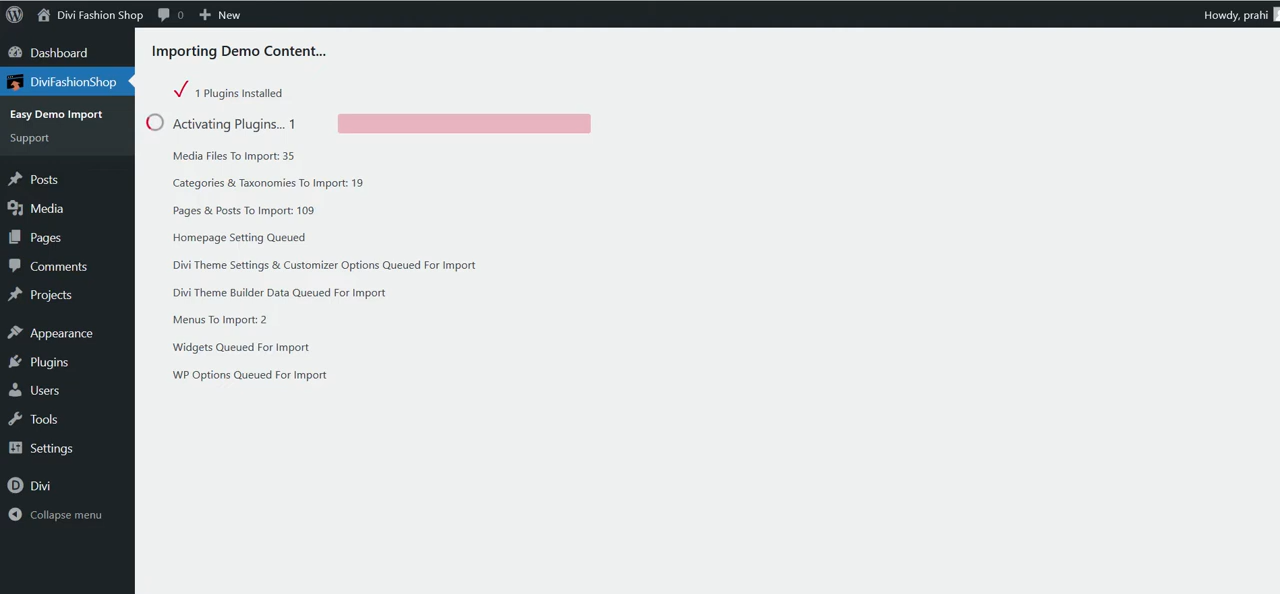 Divi Fashion Shop 0 New Howdy, prahi
Dashboard
DiviFashionShop
Easy Demo Import
Support
Posts
Media
Pages
Comments
Projects
Appearance
Plugins
Users
Tools
Settings
Divi
Collapse menu
Importing Demo Content...
1 Plugins Installed
Activating Plugins... 1
Media Files To Import: 35
Categories & Taxonomies To Import: 19
Pages & Posts To Import: 109
Homepage Setting Queued
Divi Theme Settings & Customizer Options Queued For Import
Divi Theme Builder Data Queued For Import
Menus To Import: 2
Widgets Queued For Import
WP Options Queued For Import